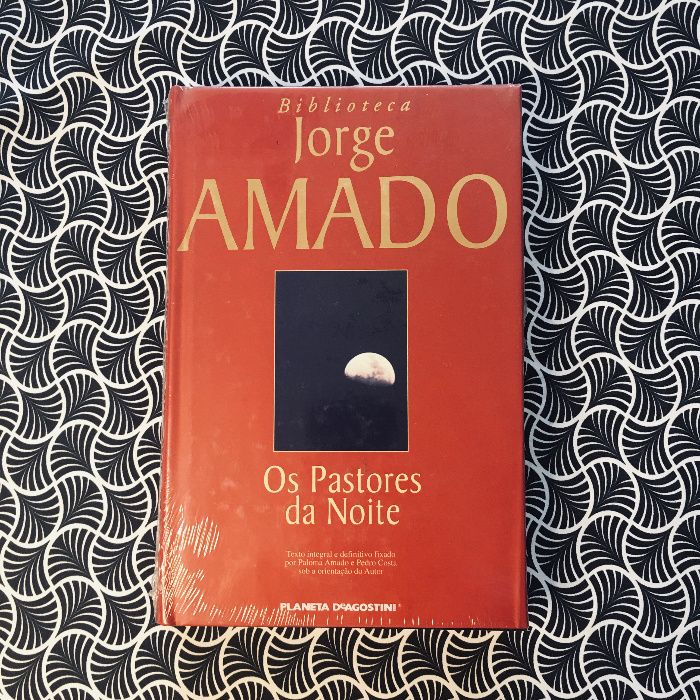 Biblioteca
Jorge
AMADO
Os Pastores
da Noite
Texto integral e definitivo fixado
por Paloma Amado e Pedro Costa
sob a orientação do Autor
PLANETA DeAGOSTINI®